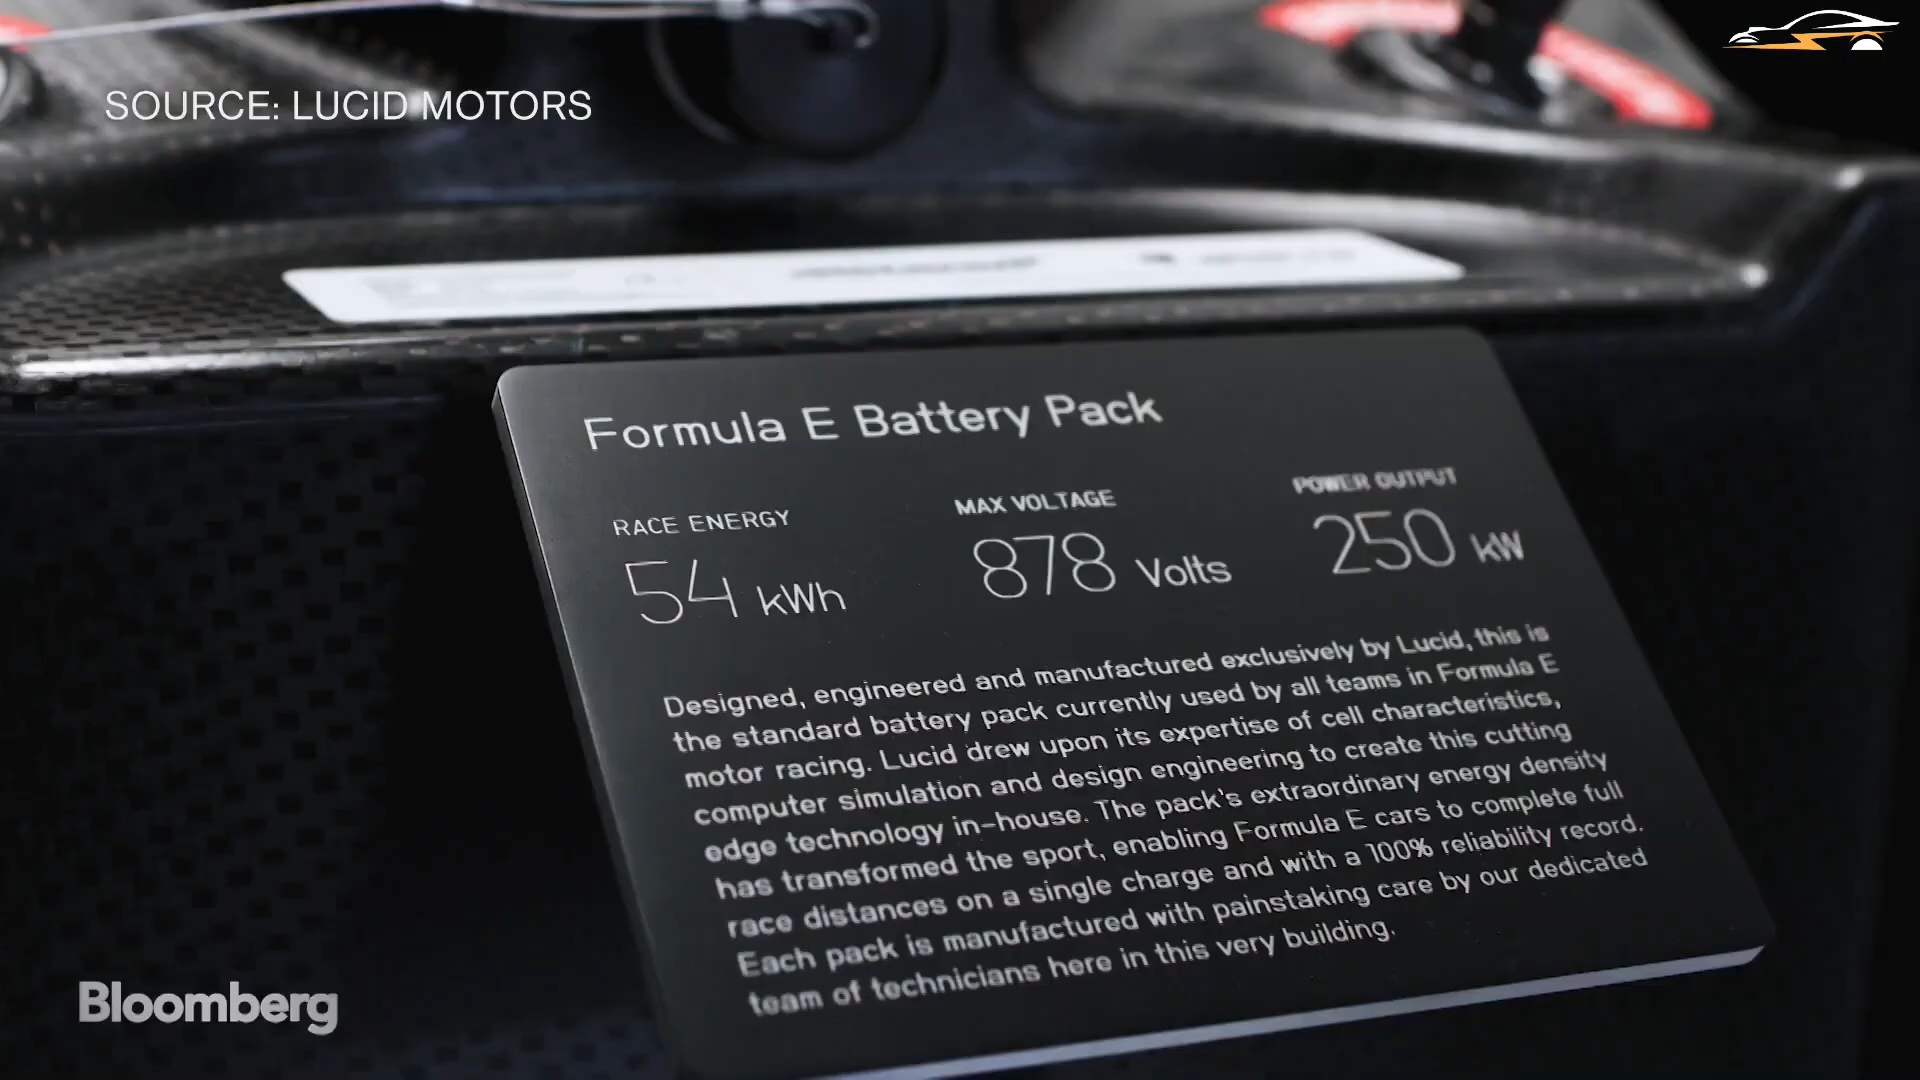 SOURCE: LUCID MOTORS
Formula E Battery Pack
RACE ENERGY
54 kWh
MAX VOLTAGE
878 Volts
POWER OUTPUT
250 kW
Designed, engineered and manufactured exclusively by Lucid, this is
the standard battery pack currently used by all teams in Formula E
motor racing. Lucid drew upon its expertise of cell characteristics,
computer simulation and design engineering to create this cutting
edge technology in-house. The pack's extraordinary energy density
has transformed the sport, enabling Formula E cars to complete full
race distances on a single charge and with a 100% reliability record.
Each pack is manufactured with painstaking care by our dedicated
team of technicians here in this very building.
Bloomberg